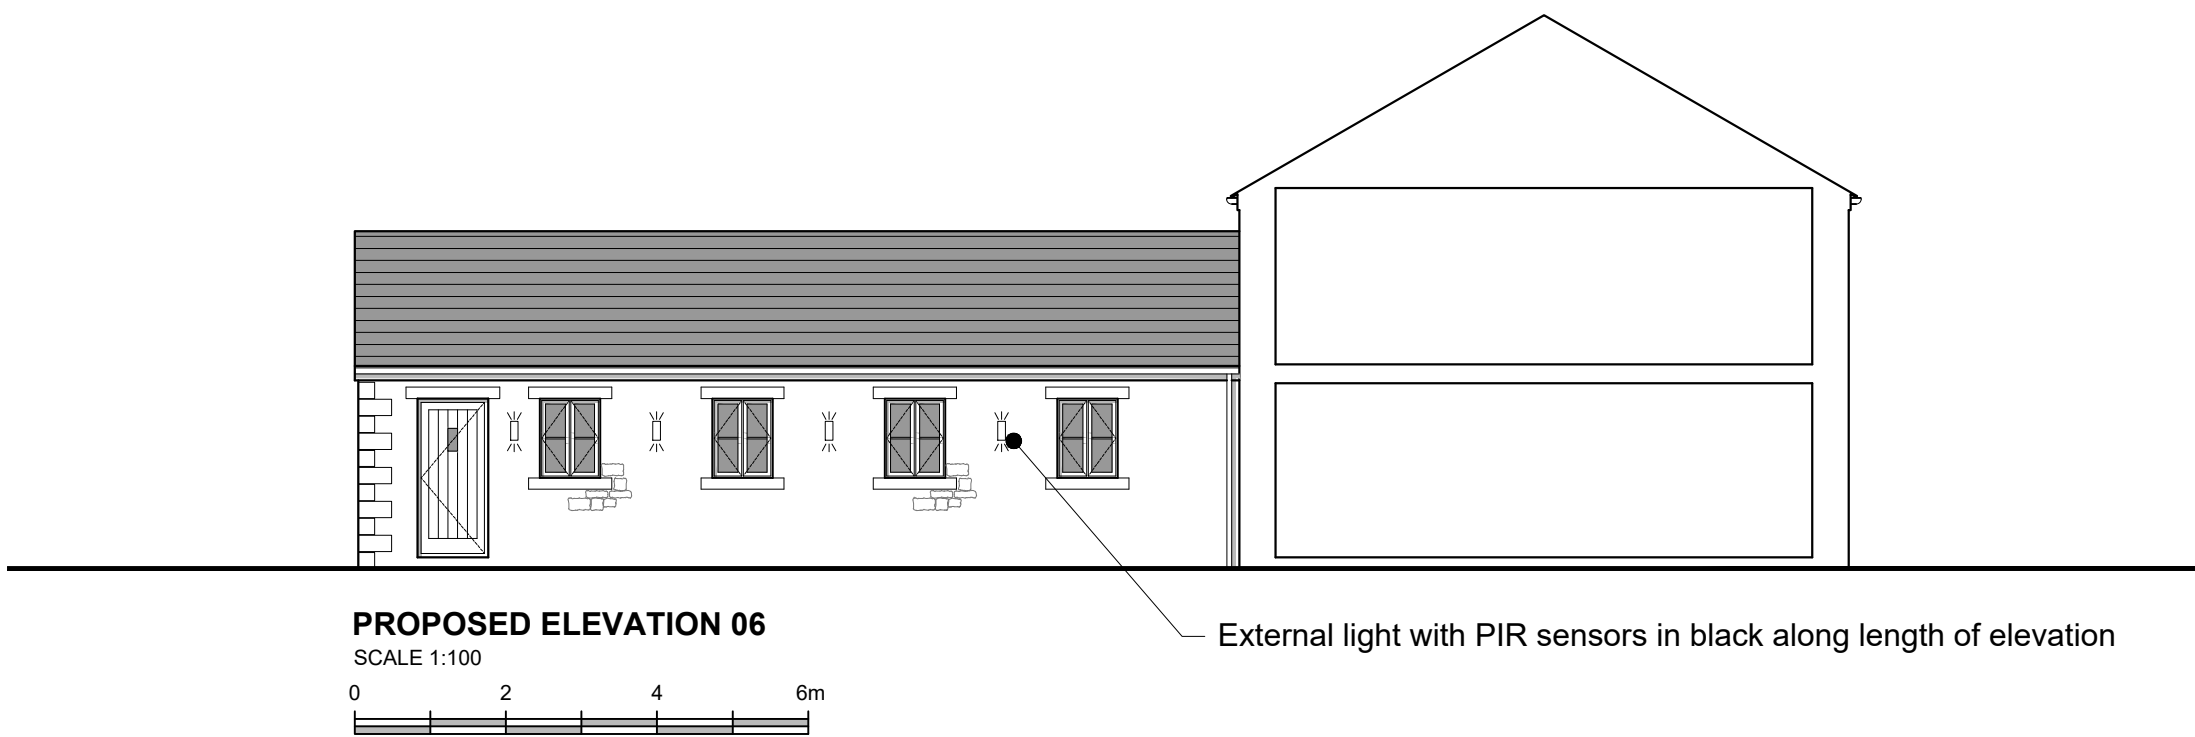 PROPOSED ELEVATION 06
SCALE 1:100
0 2 4 6m
External light with PIR sensors in black along length of elevation